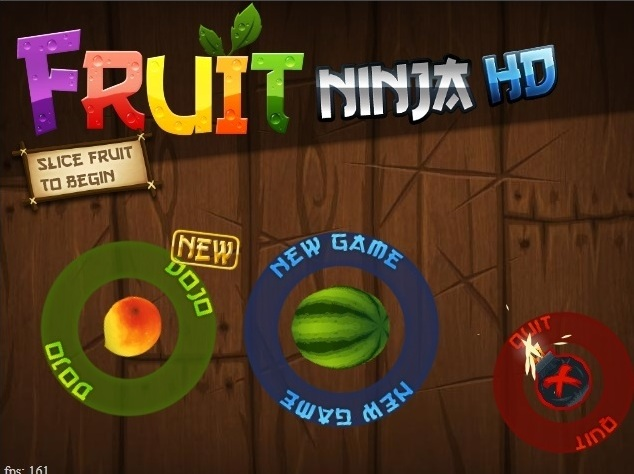 FRUIT NINJA HD
SLICE FRUIT
TO BEGIN
NEW
DOJO
DOJO
NEW GAME
NEW GAME
QUIT
QUIT
fps: 161